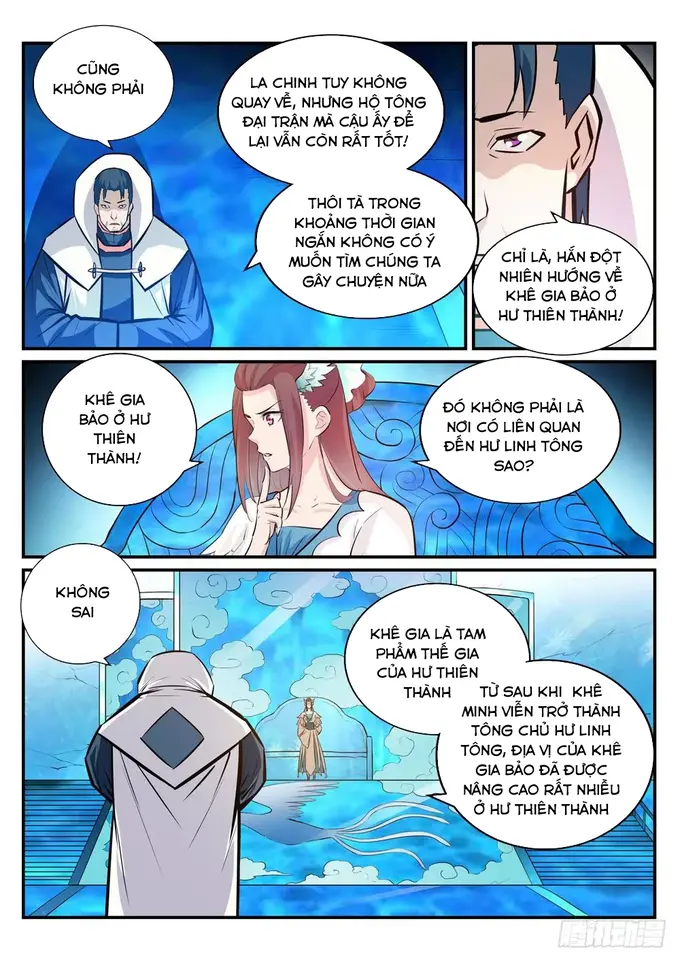 CŨNG
KHÔNG PHẢI
LA CHINH TUY KHÔNG
QUAY VỀ, NHƯNG HỘ TÔNG
ĐẠI TRẬN MÀ CẬU ẤY ĐỂ
LẠI VẪN CÒN RẤT TỐT!
THÔI TÀ TRONG
KHOẢNG THỜI GIAN
NGẮN KHÔNG CÓ Ý
MUỐN TÌM CHÚNG TA
GÂY CHUYỆN NỮA
CHỈ LÀ, HẮN ĐỘT
NHIÊN HƯỚNG VỀ
KHÊ GIA BẢO Ở
HƯ THIÊN THÀNH!
KHÊ GIA
BẢO Ở HƯ
THIÊN
THÀNH!
ĐÓ KHÔNG PHẢI LÀ
NƠI CÓ LIÊN QUAN
ĐẾN HƯ LINH TÔNG
SAO?
KHÔNG
SAI
KHÊ GIA LÀ TAM
PHẨM THẾ GIA
CỦA HƯ THIÊN
THÀNH
TỪ SAU KHI KHÊ
MINH VIỄN TRỞ THÀNH
TÔNG CHỦ HƯ LINH
TÔNG, ĐỊA VỊ CỦA KHÊ
GIA BẢO ĐÃ ĐƯỢC
NÂNG CAO RẤT NHIỀU
Ở HƯ THIÊN THÀNH
腾讯动漫